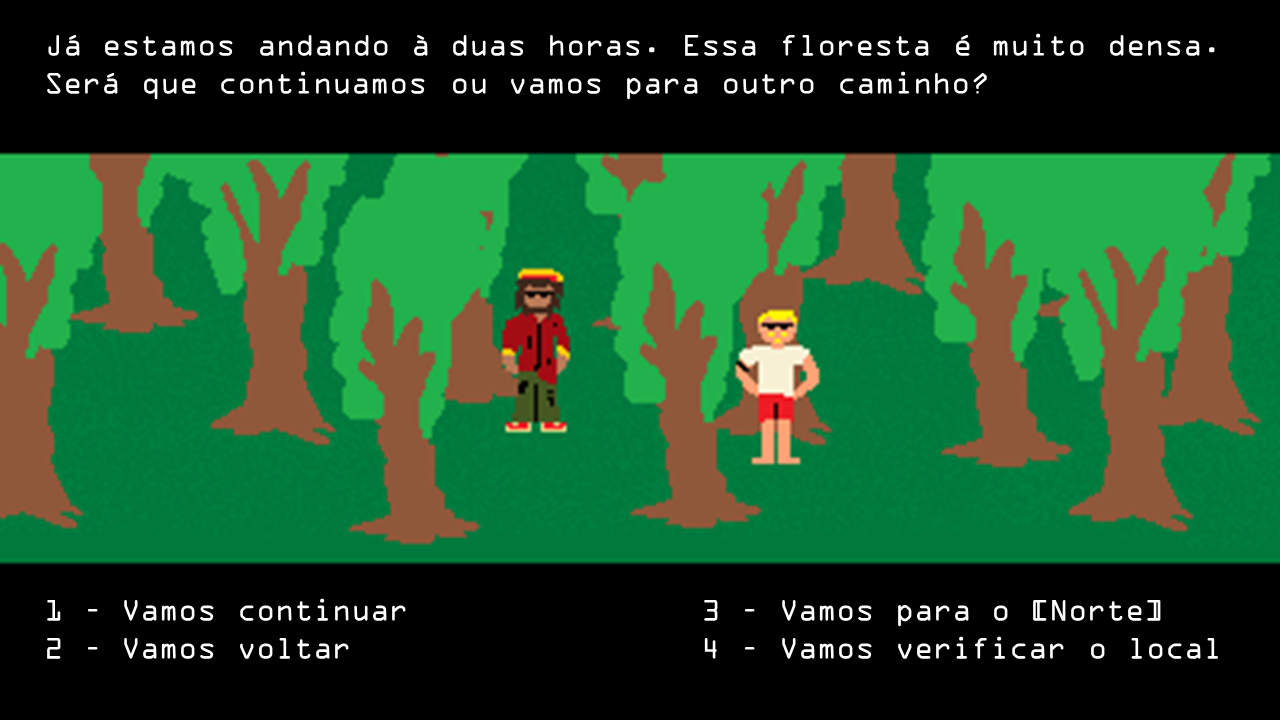 Já estamos andando à duas horas. Essa floresta é muito densa.
Será que continuamos ou vamos para outro caminho?
1 - Vamos continuar
2 - Vamos voltar
3 - Vamos para o [Norte]
4 - Vamos verificar o local